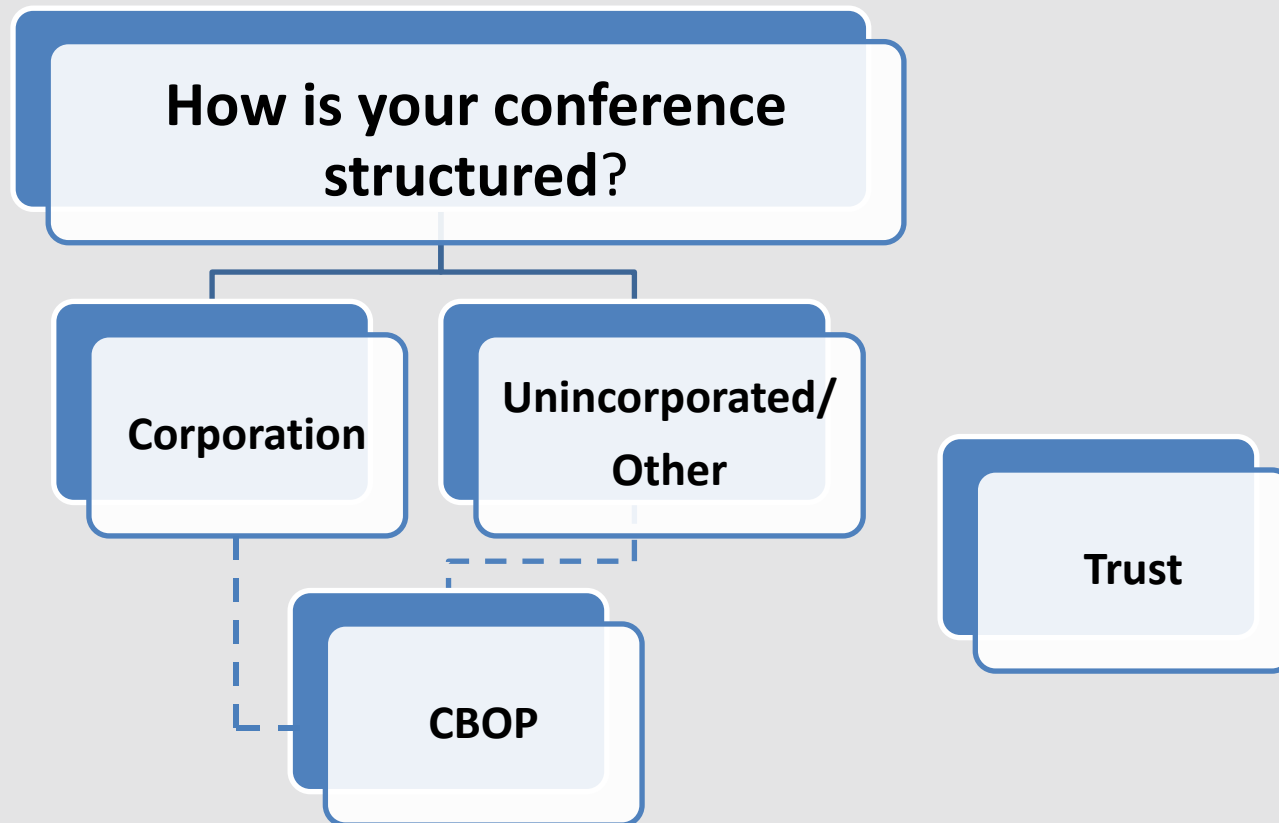 How is your conference
structured?
Corporation
Unincorporated/
Other
Trust
CBOP